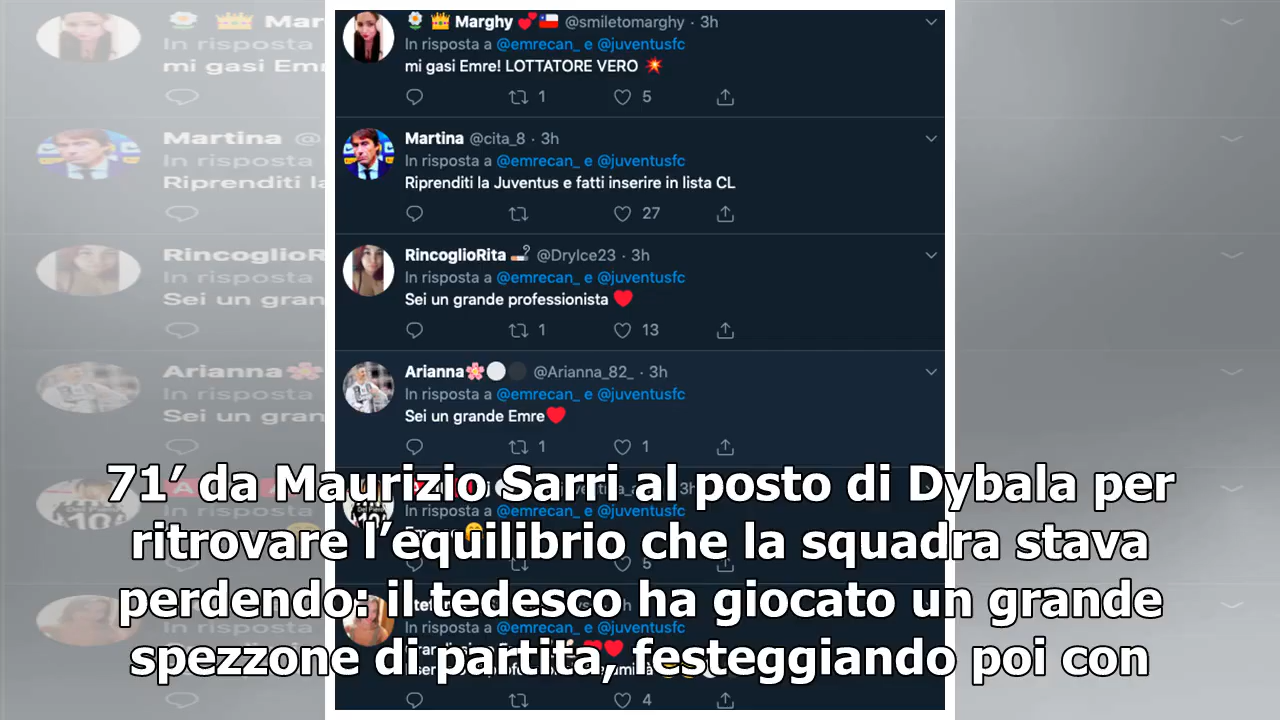 Marghy @smiletomarghy · 3h
In risposta a @emrecan_ e @juventusfc
mi gasi Emre! LOTTATORE VERO
1 5
Martina @cita_8 · 3h
In risposta a @emrecan_ e @juventusfc
Riprenditi la Juventus e fatti inserire in lista CL
27
RincoglioRita @DryIce23 · 3h
In risposta a @emrecan_ e @juventusfc
Sei un grande professionista
1 13
Arianna @Arianna_82_ · 3h
In risposta a @emrecan_ e @juventusfc
Sei un grande Emre
1 1
71’ da Maurizio Sarri al posto di Dybala per
In risposta a @emrecan_ e @juventusfc
ritrovare l’equilibrio che la squadra stava
5
perdendo: il tedesco ha giocato un grande
In risposta a @emrecan_ e @juventusfc
spezzone di partita, festeggiando poi con
4